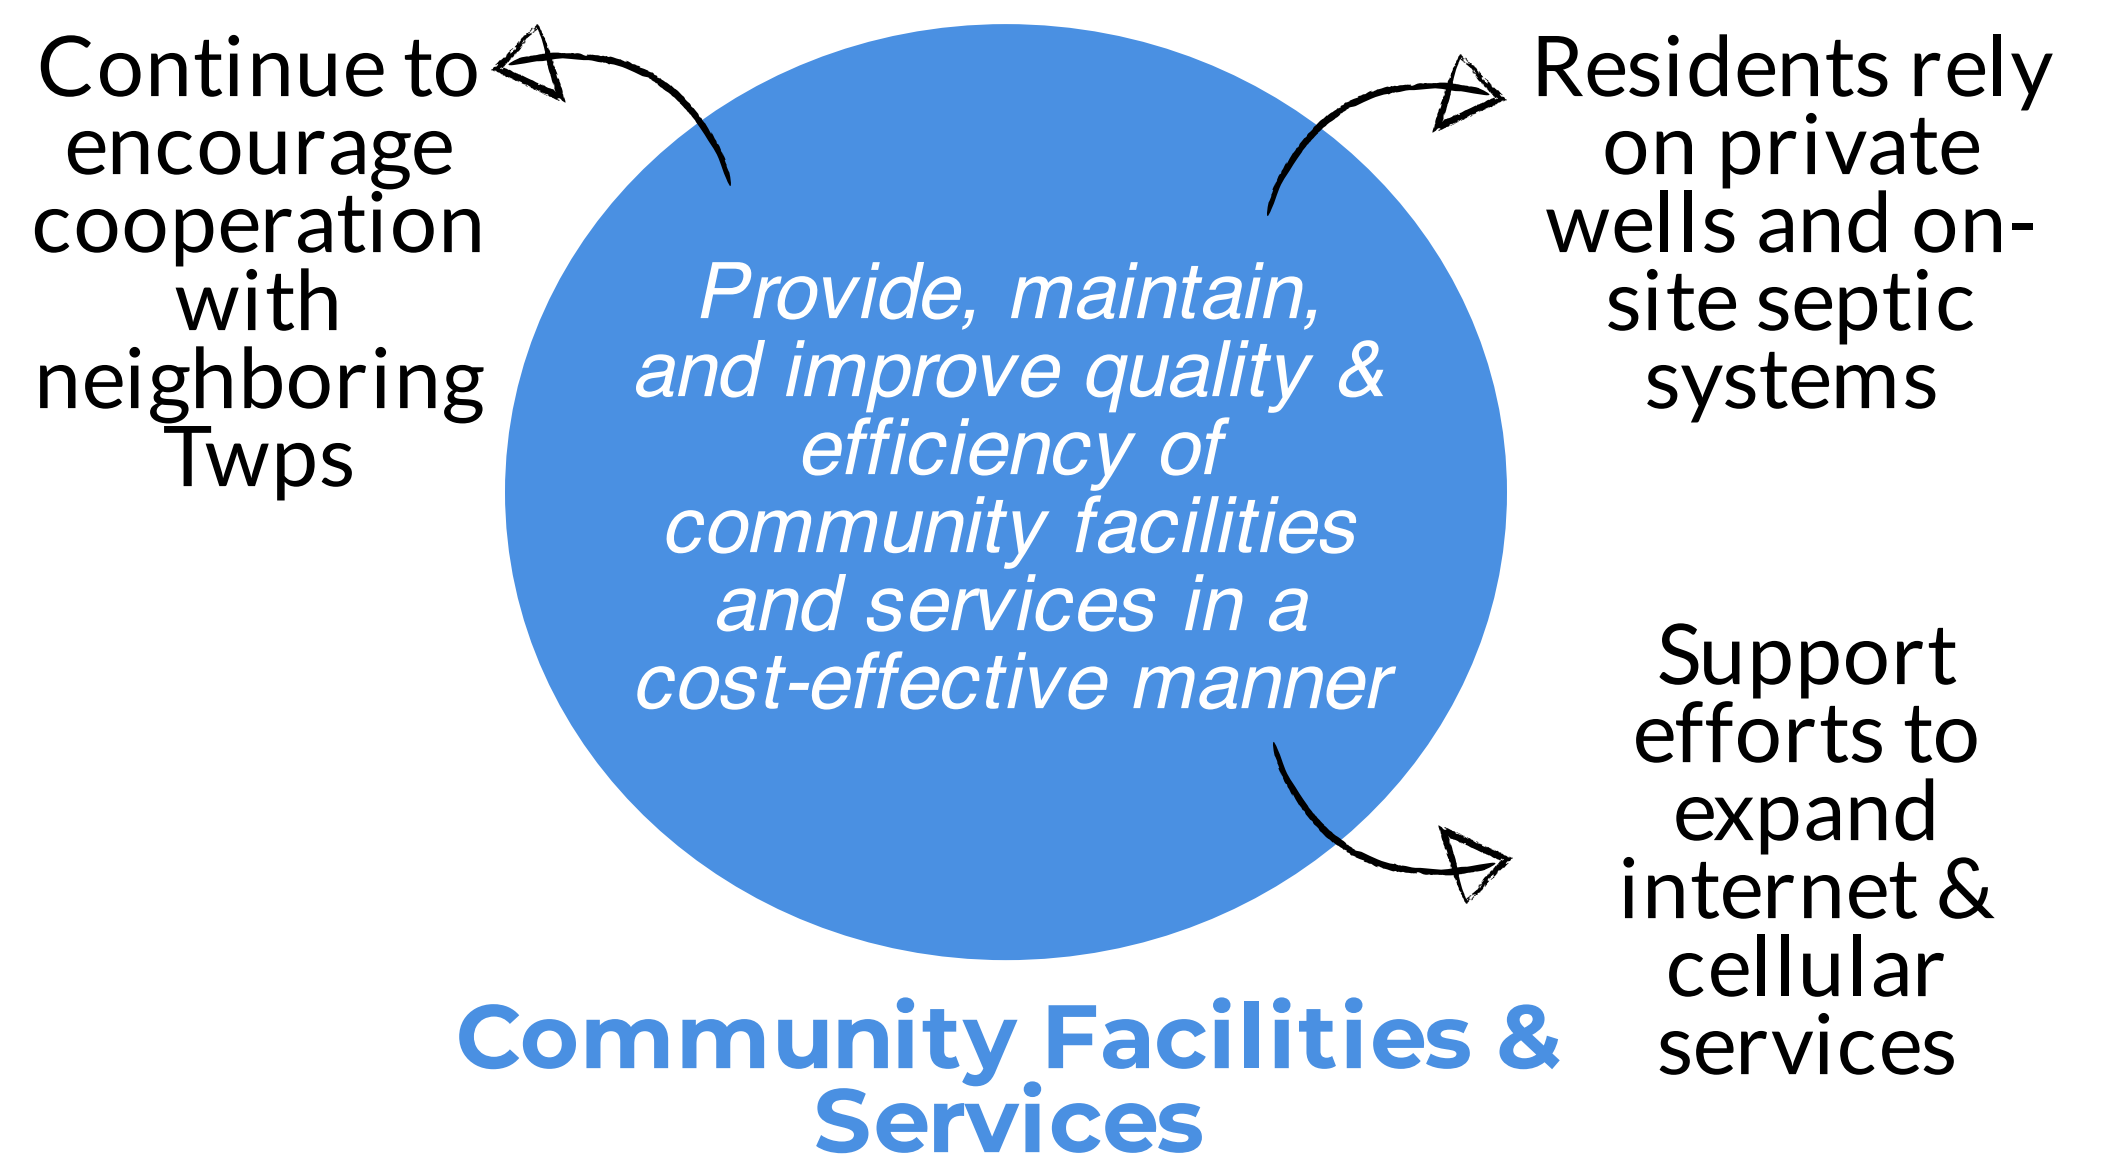 Continue to
encourage
cooperation
with
neighboring
Twps
Residents rely
on private
wells and on-
site septic
systems
Provide, maintain,
and improve quality &
efficiency of
community facilities
and services in a
cost-effective manner
Support
efforts to
expand
internet &
cellular
services
Community Facilities &
Services